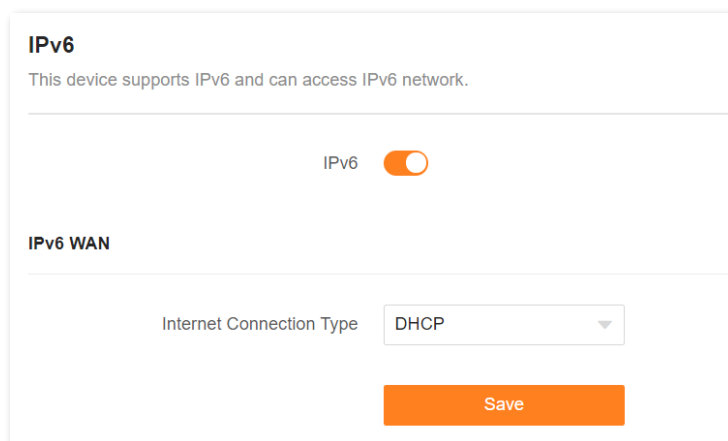 IPv6
This device supports IPv6 and can access IPv6 network.
IPv6
IPv6 WAN
Internet Connection Type DHCP
Save